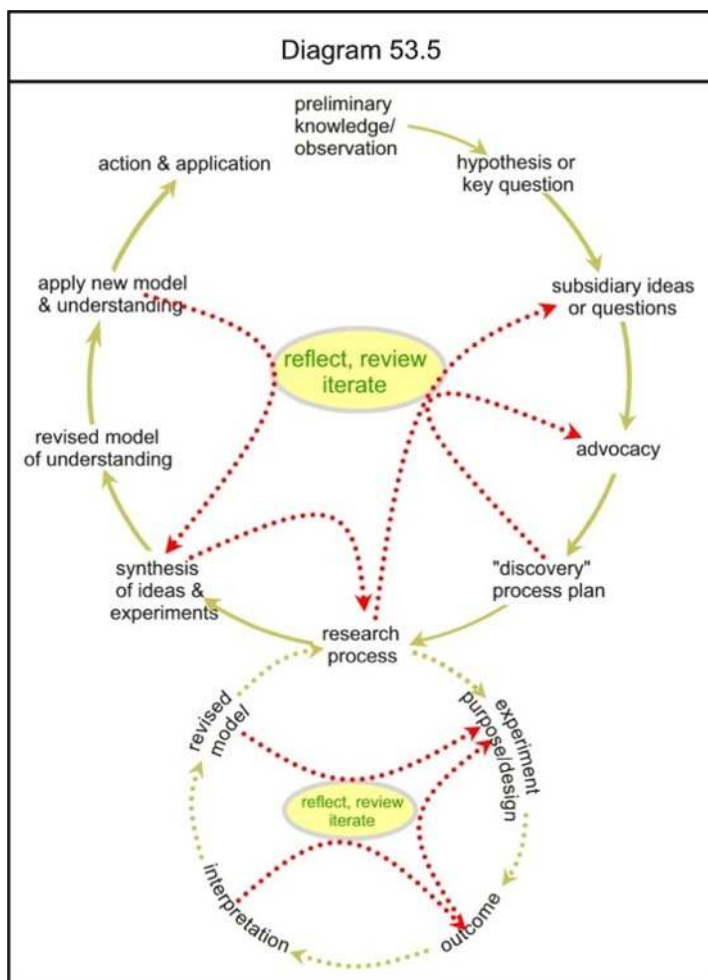 Diagram 53.5
preliminary
knowledge/
observation
hypothesis or
key question
subsidiary ideas
or questions
advocacy
"discovery"
process plan
research
process
synthesis
of ideas &
experiments
revised model
of understanding
apply new model
& understanding
action & application
reflect, review
iterate
experiment
purpose/design
outcome
interpretation
revised
model
reflect, review
iterate